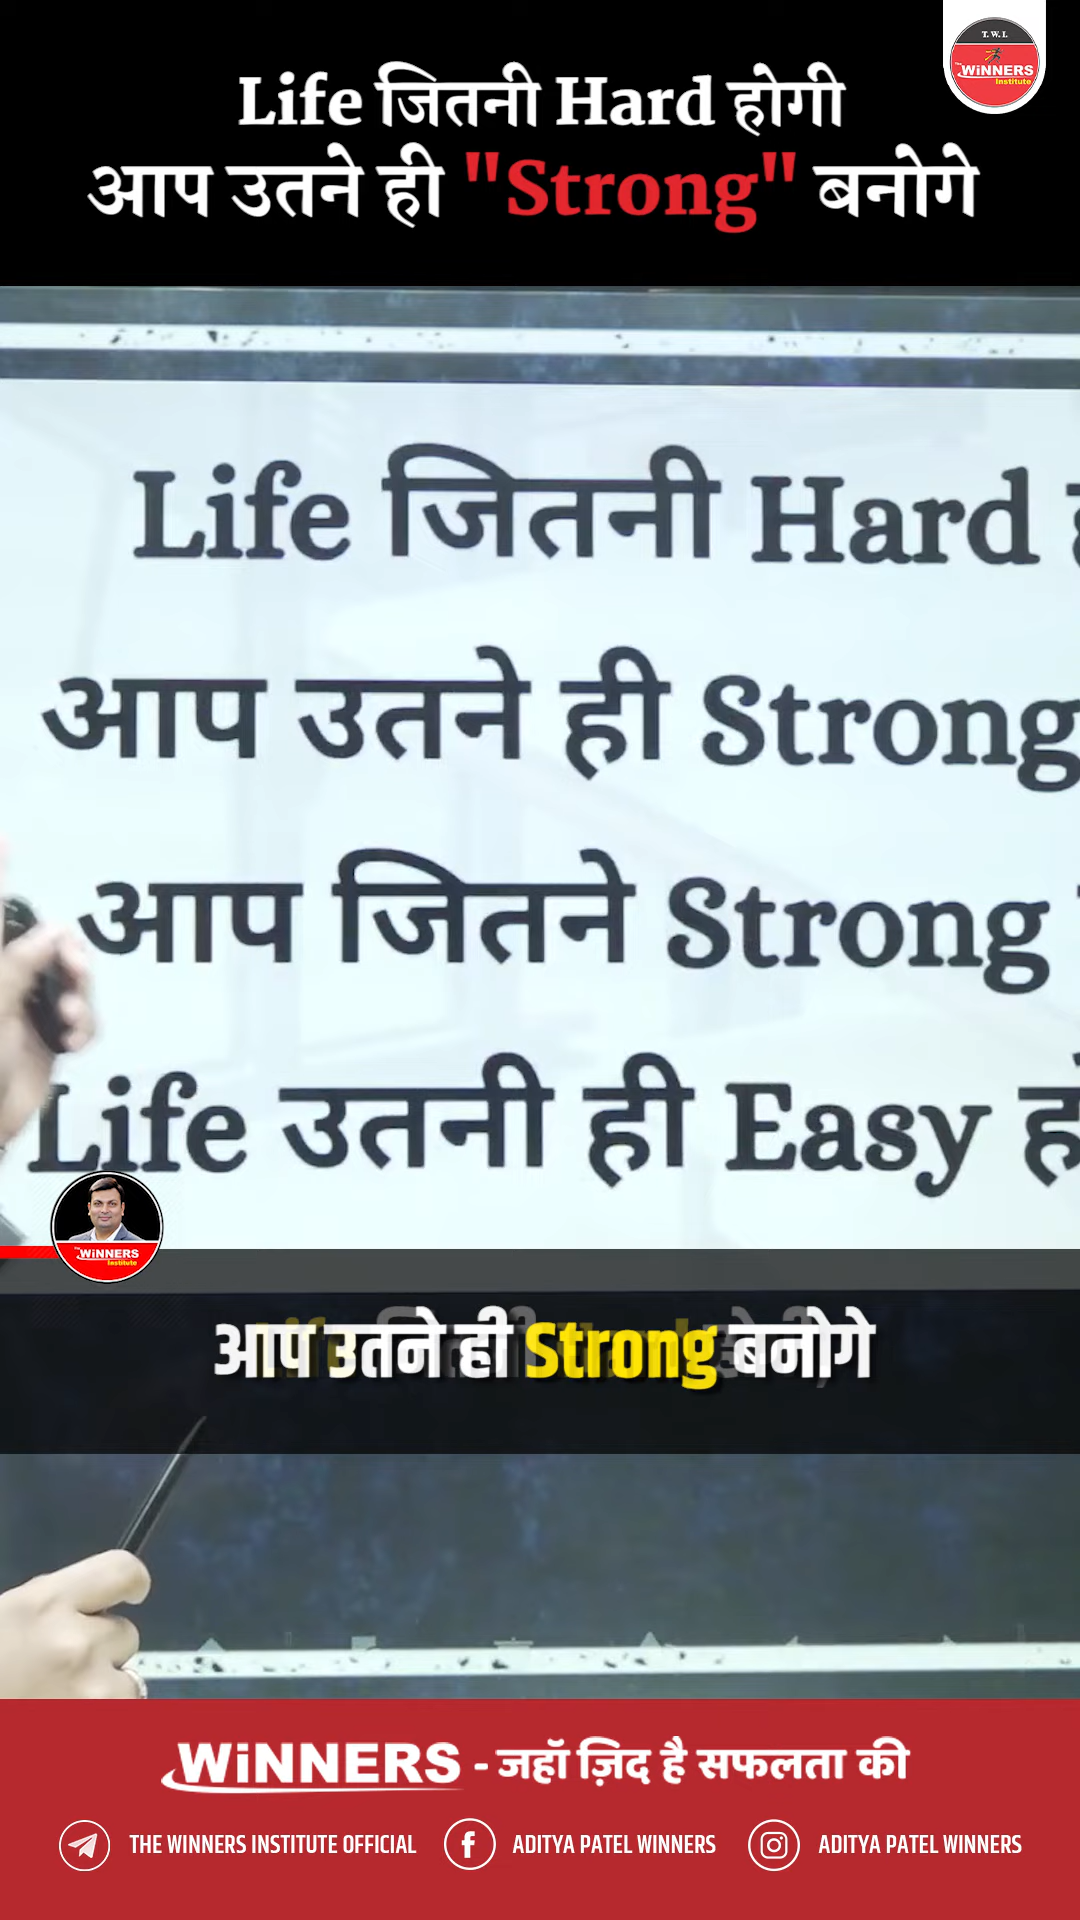 T. W. I.
The WiNNERS
Institute
Life जितनी Hard होगी
आप उतने ही "Strong" बनोगे
Life जितनी Hard
आप उतने ही Strong
आप जितने Strong
Life उतनी ही Easy
The WiNNERS
Institute
आप उतने ही Strong बनोगे
WiNNERS - जहाँ ज़िद है सफलता की
THE WINNERS INSTITUTE OFFICIAL ADITYA PATEL WINNERS ADITYA PATEL WINNERS